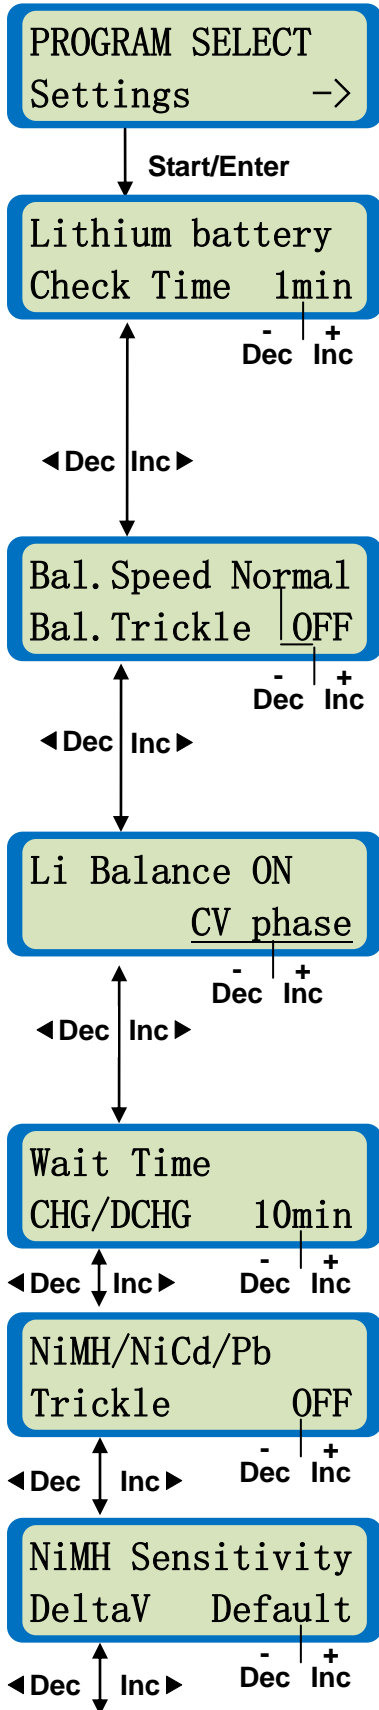 PROGRAM SELECT
Settings ->
Start/Enter
Lithium battery
Check Time 1min
- +
Dec Inc
◄Dec Inc►
Bal.Speed Normal
Bal.Trickle OFF
- +
Dec Inc
◄Dec Inc►
Li Balance ON
CV phase
- +
Dec Inc
◄Dec Inc►
Wait Time
CHG/DCHG 10min
- +
Dec Inc
◄Dec Inc►
NiMH/NiCd/Pb
Trickle OFF
- +
Dec Inc
◄Dec Inc►
NiMH Sensitivity
DeltaV Default
- +
Dec Inc
◄Dec Inc►